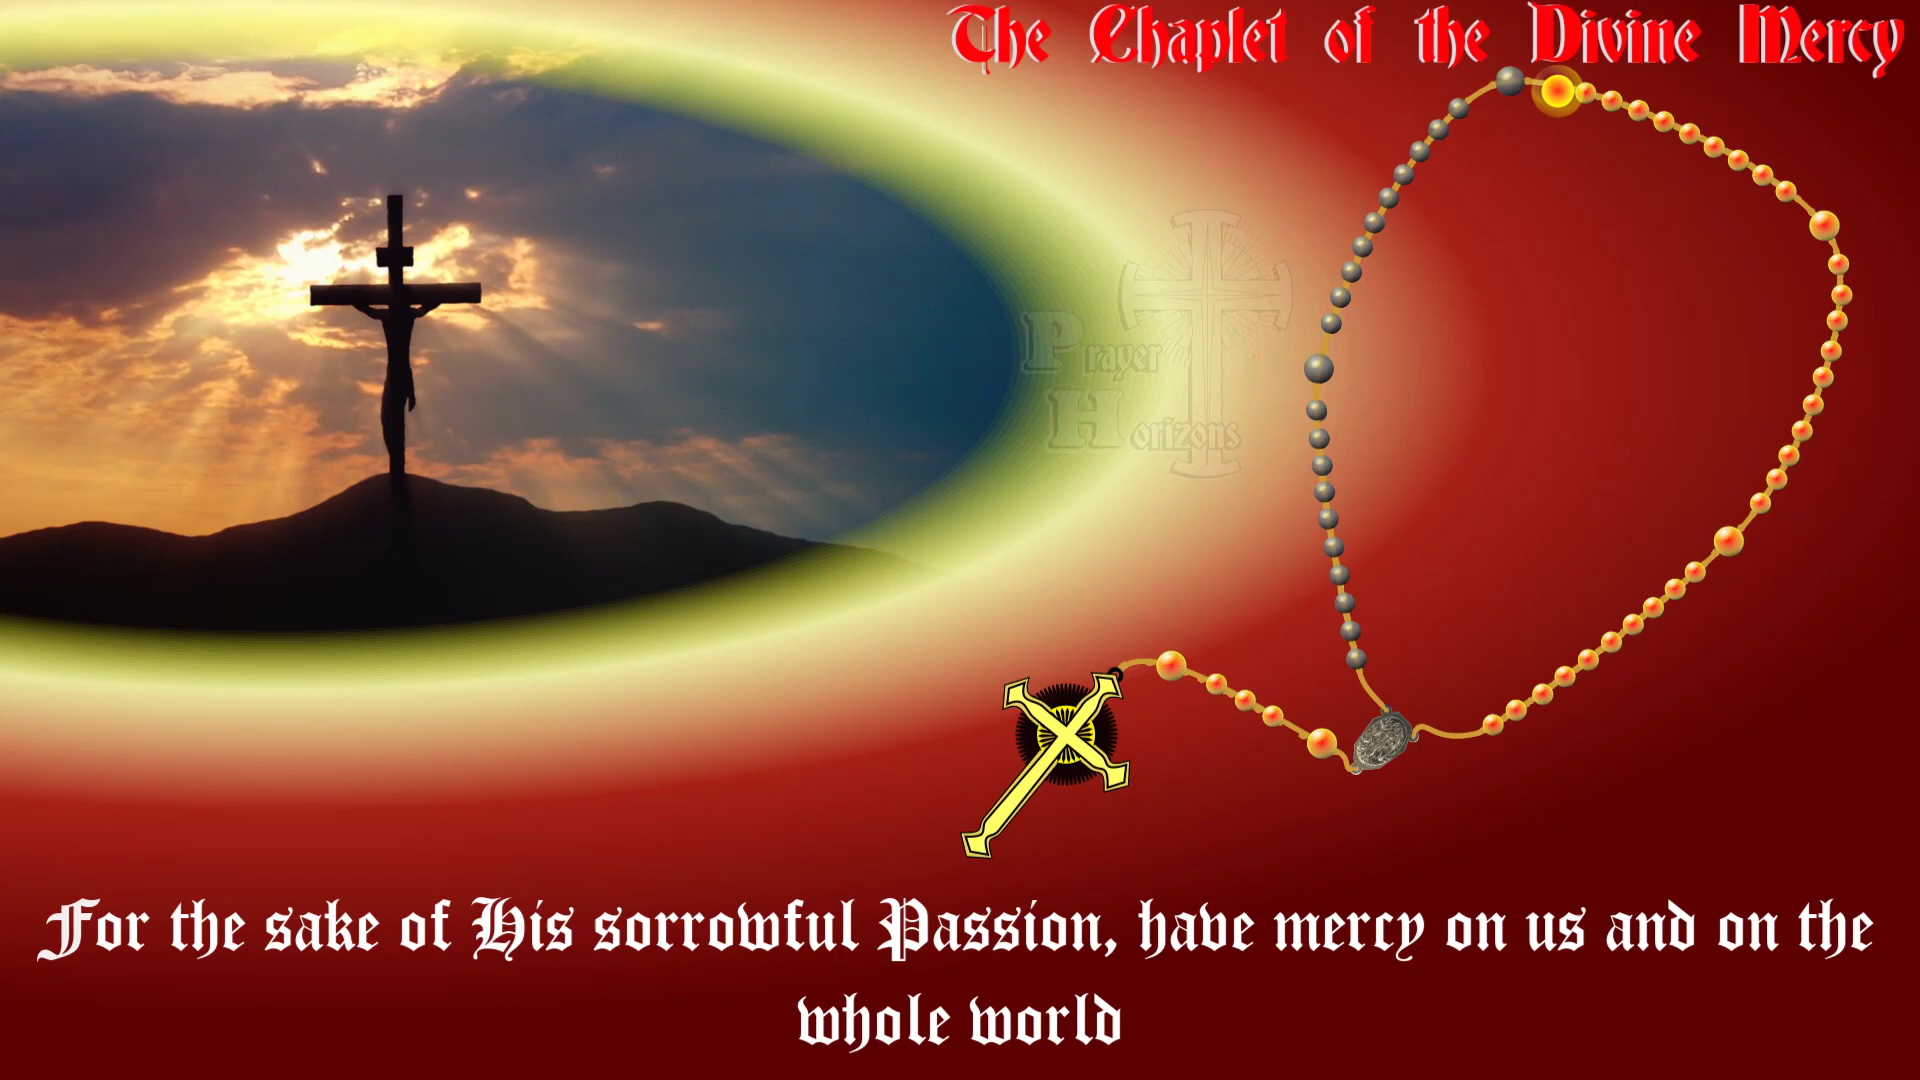 The Chaplet of the Divine Mercy
Prayer
Horizons
For the sake of His sorrowful Passion, have mercy on us and on the
whole world